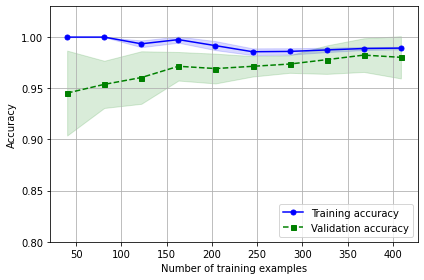 1.00
0.95
0.90
0.85
0.80
Accuracy
50 100 150 200 250 300 350 400
Number of training examples
Training accuracy
Validation accuracy